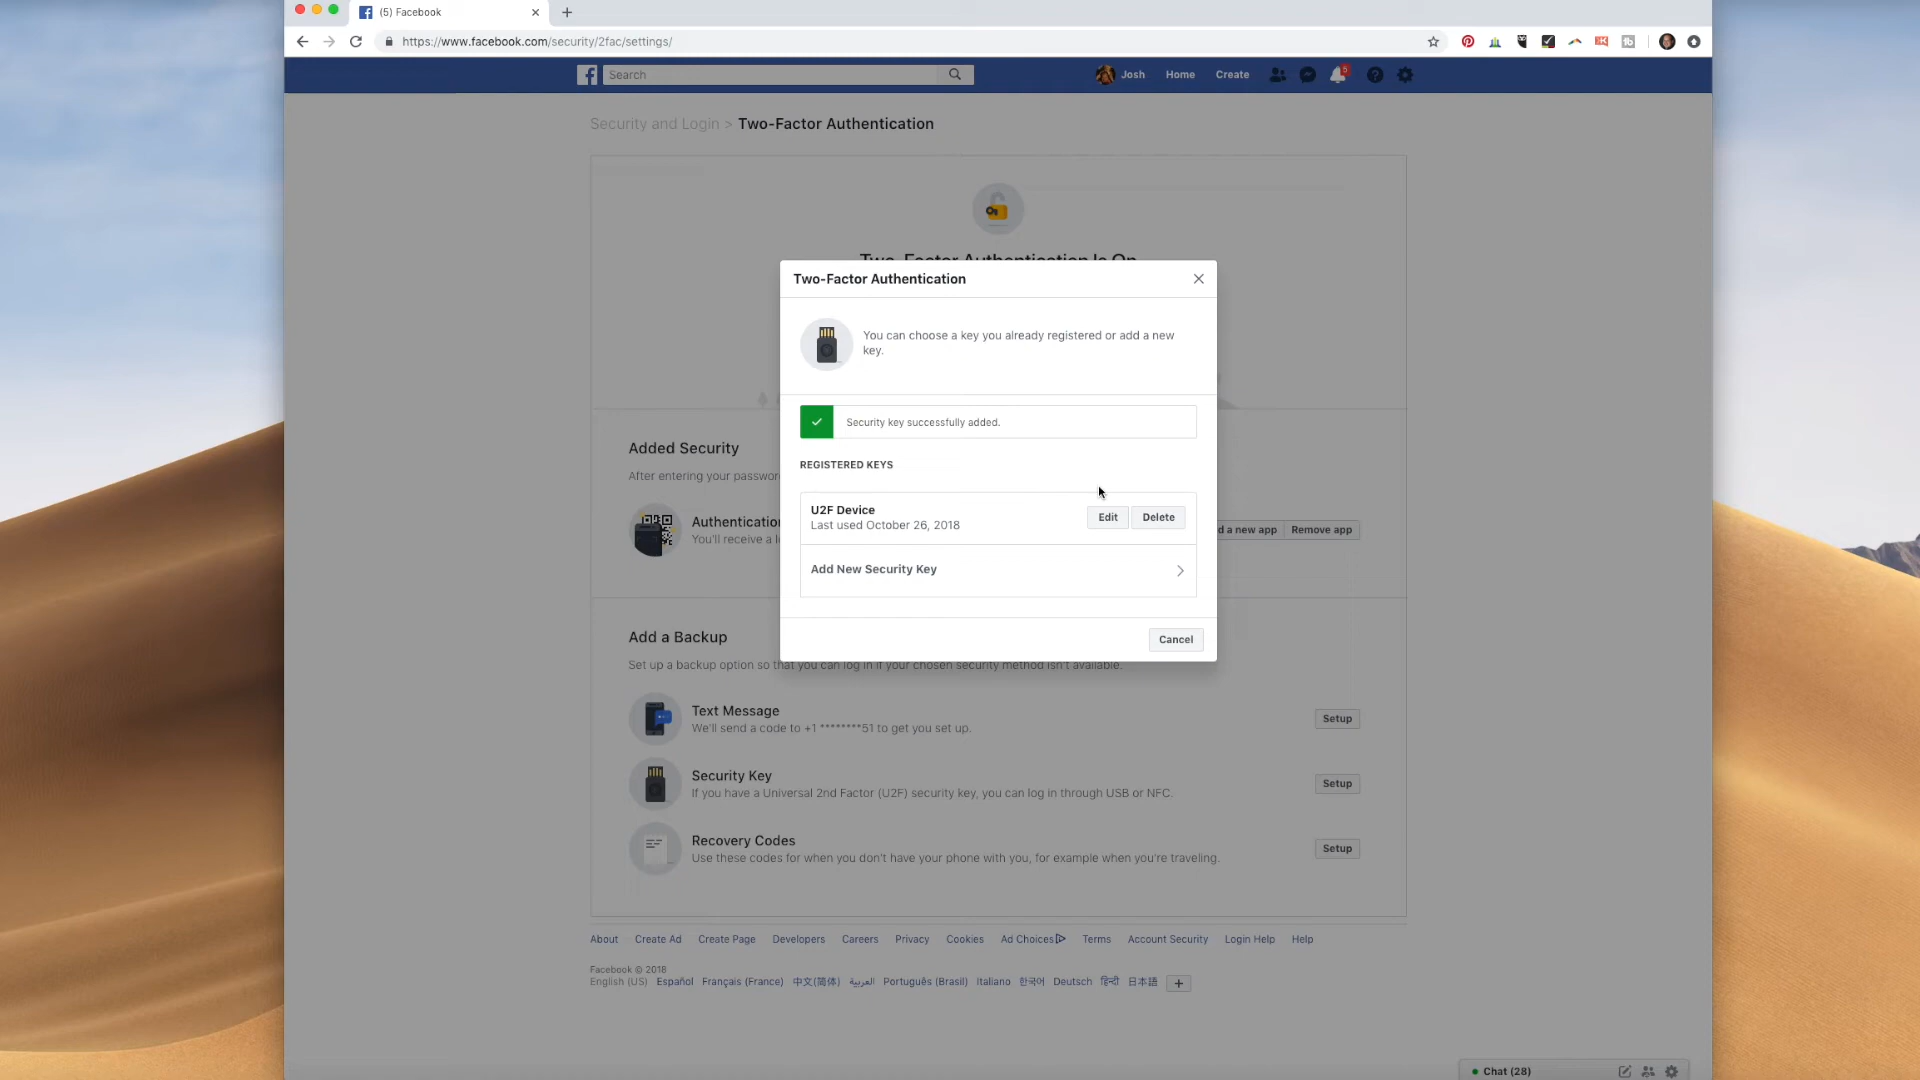 (5) Facebook
https://www.facebook.com/security/2fac/settings/
Search
Josh
Home
Create
5
Security and Login > Two-Factor Authentication
Two-Factor Authentication Is On
Two-Factor Authentication
You can choose a key you already registered or add a new
key.
Security key successfully added.
REGISTERED KEYS
U2F Device
Last used October 26, 2018
Edit
Delete
Add New Security Key
Cancel
Added Security
After entering your password
Authentication
You'll receive a
a new app
Remove app
Add a Backup
Set up a backup option so that you can log in if your chosen security method isn't available.
Text Message
We'll send a code to +1 ********51 to get you set up.
Setup
Security Key
If you have a Universal 2nd Factor (U2F) security key, you can log in through USB or NFC.
Setup
Recovery Codes
Use these codes for when you don't have your phone with you, for example when you're traveling.
Setup
About Create Ad Create Page Developers Careers Privacy Cookies Ad Choices Terms Account Security Login Help Help
Facebook © 2018
English (US) Español Français (France) 中文(简体) العربية Português (Brasil) Italiano 한국어 Deutsch हिन्दी 日本語
Chat (28)